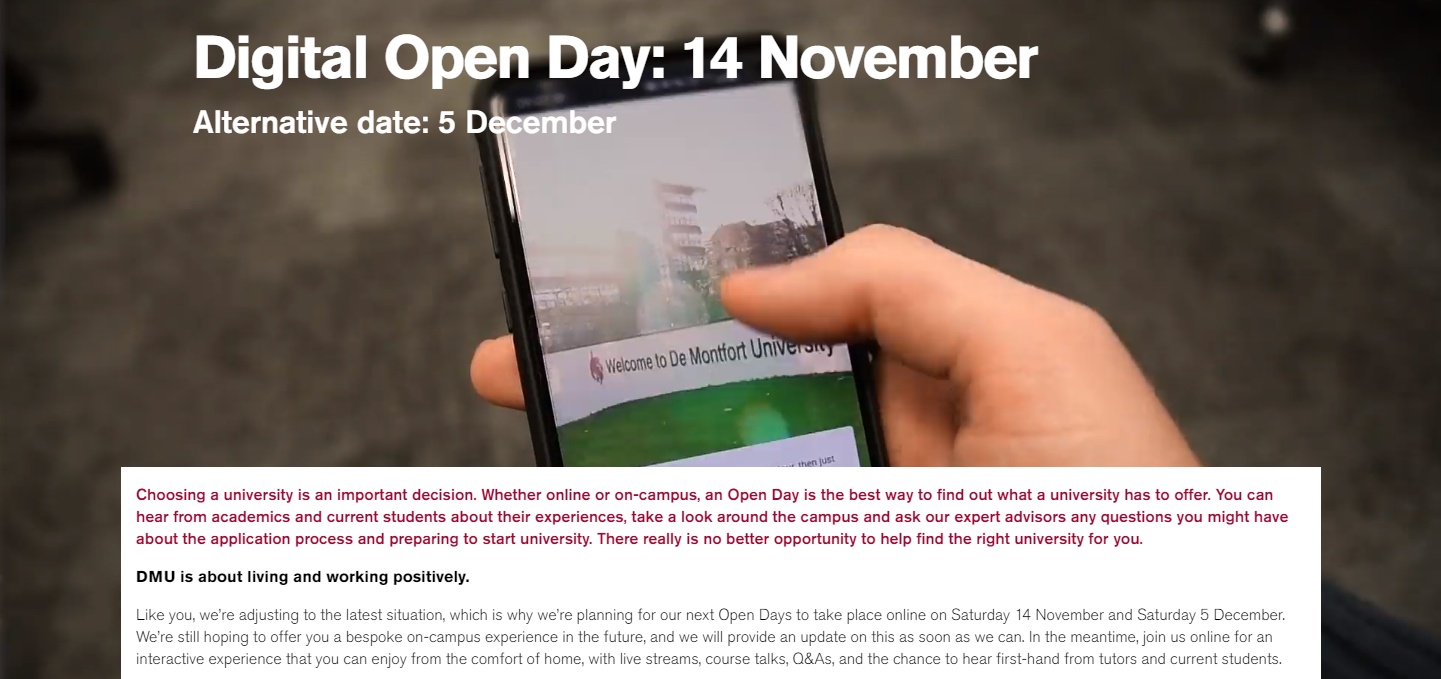 Digital Open Day: 14 November
Alternative date: 5 December
Welcome to De Montfort University
then just
Choosing a university is an important decision. Whether online or on-campus, an Open Day is the best way to find out what a university has to offer. You can
hear from academics and current students about their experiences, take a look around the campus and ask our expert advisors any questions you might have
about the application process and preparing to start university. There really is no better opportunity to help find the right university for you.
DMU is about living and working positively.
Like you, we’re adjusting to the latest situation, which is why we’re planning for our next Open Days to take place online on Saturday 14 November and Saturday 5 December.
We’re still hoping to offer you a bespoke on-campus experience in the future, and we will provide an update on this as soon as we can. In the meantime, join us online for an
interactive experience that you can enjoy from the comfort of home, with live streams, course talks, Q&As, and the chance to hear first-hand from tutors and current students.